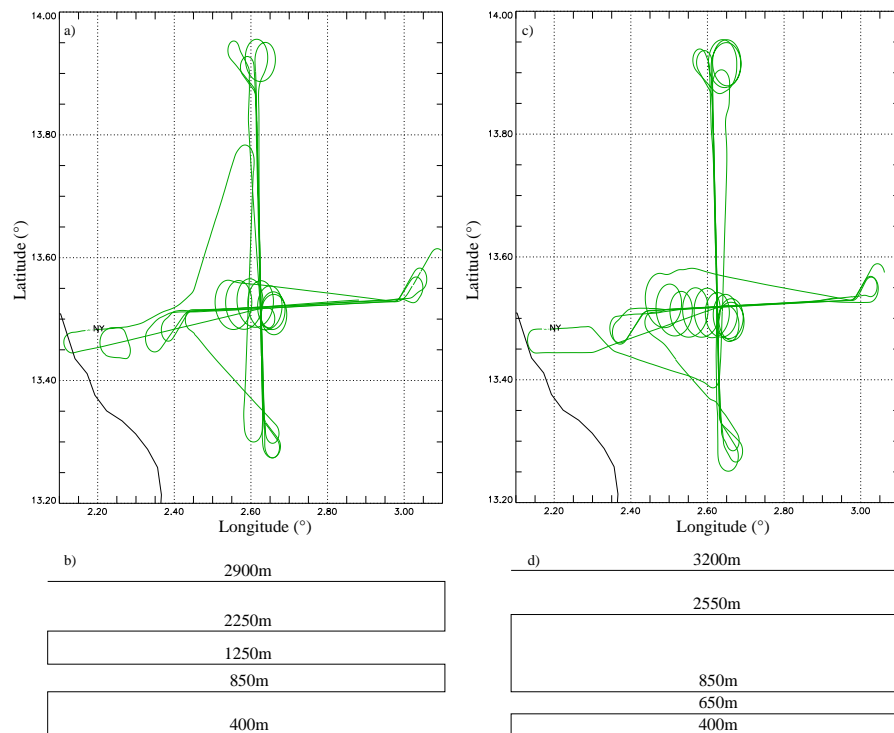 a)
14.00
13.80
13.60
13.40
13.20
Latitude (°)
NY
2.20
2.40
2.60
2.80
3.00
Longitude (°)
c)
14.00
13.80
13.60
13.40
13.20
Latitude (°)
NY
2.20
2.40
2.60
2.80
3.00
Longitude (°)
b)
2900m
2250m
1250m
850m
400m
d)
3200m
2550m
850m
650m
400m